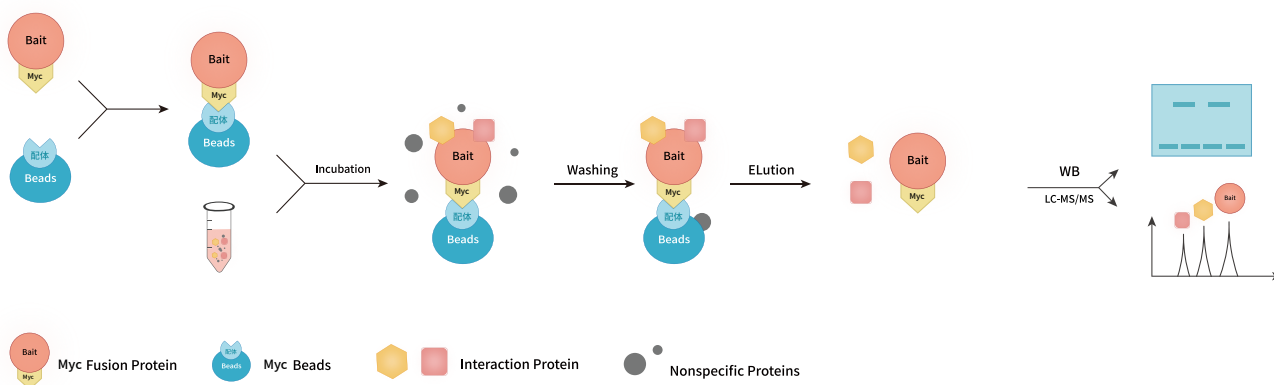 Bait
Myc
配体
Beads
Bait
Myc
配体
Beads
Incubation
Bait
Myc
配体
Beads
Washing
Bait
Myc
配体
Beads
ELution
Bait
Myc
WB
LC-MS/MS
Bait
Bait
Myc
Myc Fusion Protein
配体
Beads
Myc Beads
Interaction Protein
Nonspecific Proteins